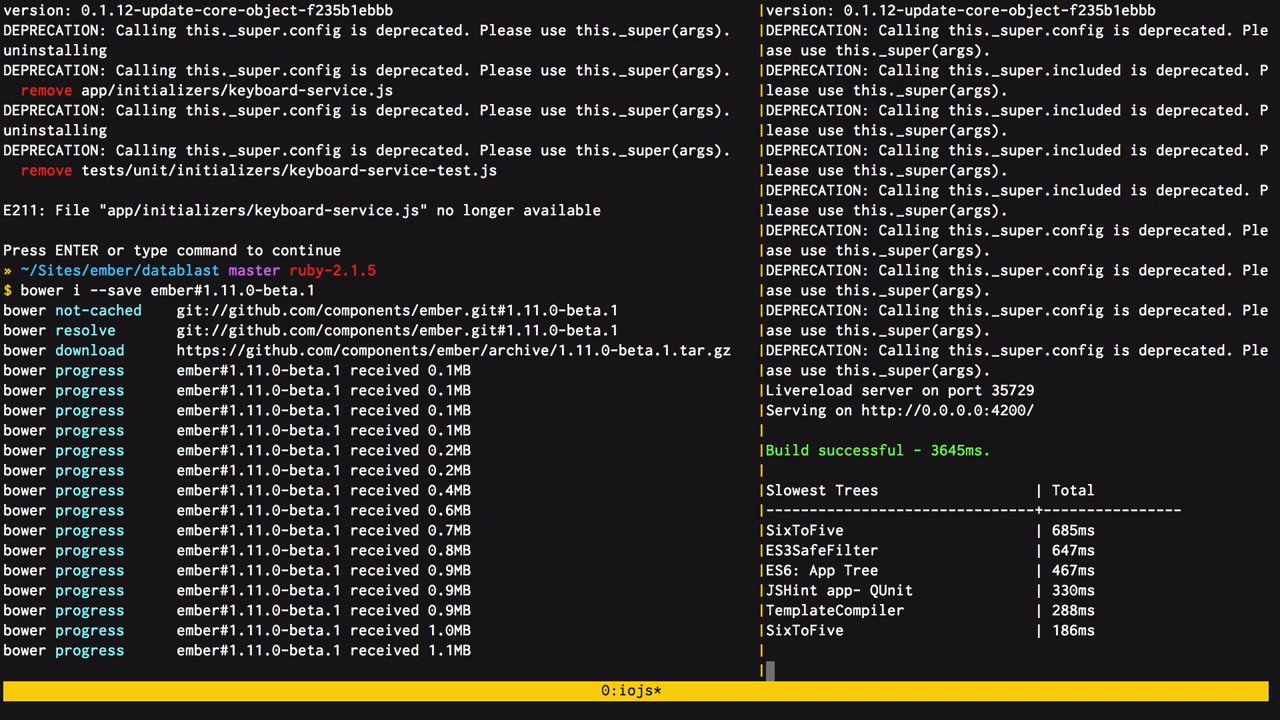 version: 0.1.12-update-core-object-f235b1ebbb
DEPRECATION: Calling this._super.config is deprecated. Please use this._super(args).
uninstalling
DEPRECATION: Calling this._super.config is deprecated. Please use this._super(args).
remove app/initializers/keyboard-service.js
DEPRECATION: Calling this._super.config is deprecated. Please use this._super(args).
uninstalling
DEPRECATION: Calling this._super.config is deprecated. Please use this._super(args).
remove tests/unit/initializers/keyboard-service-test.js
E211: File "app/initializers/keyboard-service.js" no longer available
Press ENTER or type command to continue
» ~/Sites/ember/datablast master ruby-2.1.5
$ bower i --save ember#1.11.0-beta.1
bower not-cached git://github.com/components/ember.git#1.11.0-beta.1
bower resolve git://github.com/components/ember.git#1.11.0-beta.1
bower download https://github.com/components/ember/archive/1.11.0-beta.1.tar.gz
bower progress ember#1.11.0-beta.1 received 0.1MB
bower progress ember#1.11.0-beta.1 received 0.1MB
bower progress ember#1.11.0-beta.1 received 0.1MB
bower progress ember#1.11.0-beta.1 received 0.1MB
bower progress ember#1.11.0-beta.1 received 0.2MB
bower progress ember#1.11.0-beta.1 received 0.2MB
bower progress ember#1.11.0-beta.1 received 0.4MB
bower progress ember#1.11.0-beta.1 received 0.6MB
bower progress ember#1.11.0-beta.1 received 0.7MB
bower progress ember#1.11.0-beta.1 received 0.8MB
bower progress ember#1.11.0-beta.1 received 0.9MB
bower progress ember#1.11.0-beta.1 received 0.9MB
bower progress ember#1.11.0-beta.1 received 0.9MB
bower progress ember#1.11.0-beta.1 received 1.0MB
bower progress ember#1.11.0-beta.1 received 1.1MB
version: 0.1.12-update-core-object-f235b1ebbb
DEPRECATION: Calling this._super.config is deprecated. Ple
ase use this._super(args).
DEPRECATION: Calling this._super.included is deprecated. P
lease use this._super(args).
DEPRECATION: Calling this._super.included is deprecated. P
lease use this._super(args).
DEPRECATION: Calling this._super.included is deprecated. P
lease use this._super(args).
DEPRECATION: Calling this._super.included is deprecated. P
lease use this._super(args).
DEPRECATION: Calling this._super.config is deprecated. Ple
ase use this._super(args).
DEPRECATION: Calling this._super.config is deprecated. Ple
ase use this._super(args).
DEPRECATION: Calling this._super.config is deprecated. Ple
ase use this._super(args).
DEPRECATION: Calling this._super.config is deprecated. Ple
ase use this._super(args).
Livereload server on port 35729
Serving on http://0.0.0.0:4200/
Build successful - 3645ms.
Slowest Trees | Total
-------------------------------+----------------
SixToFive | 685ms
ES3SafeFilter | 647ms
ES6: App Tree | 467ms
JSHint app- QUnit | 330ms
TemplateCompiler | 288ms
SixToFive | 186ms
0:iojs*